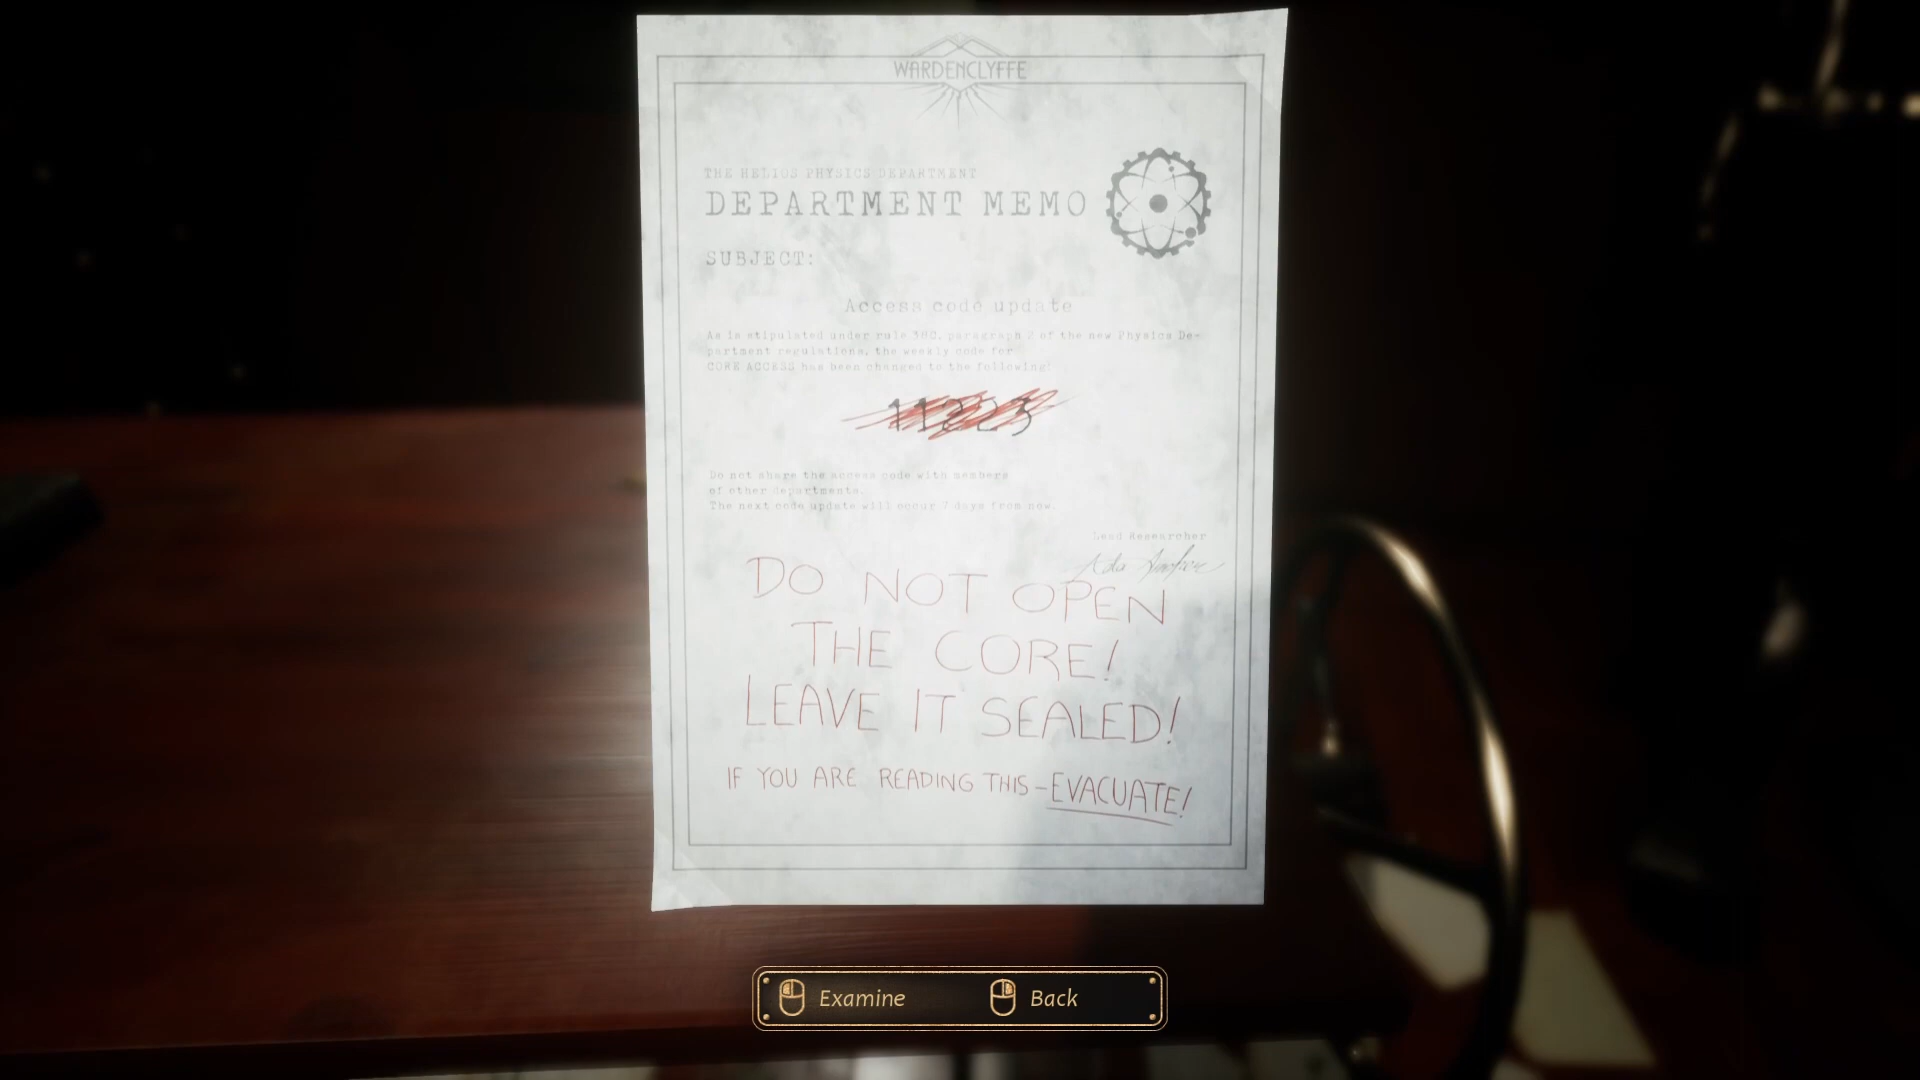 WARDENCLYFFE
THE HELIOS PHYSICS DEPARTMENT
DEPARTMENT MEMO
SUBJECT:
Access code update
As is stipulated under rule 38C, paragraph 7 of the new Physics De-
partment regulations, the weekly code for
CORE ACCESS has been changed to the following:
Do not share the access code with members
of other departments.
The next code update will occur 7 days from now.
Lead Researcher
DO NOT OPEN
THE CORE!
LEAVE IT SEALED!
IF YOU ARE READING THIS-EVACUATE!
Examine
Back